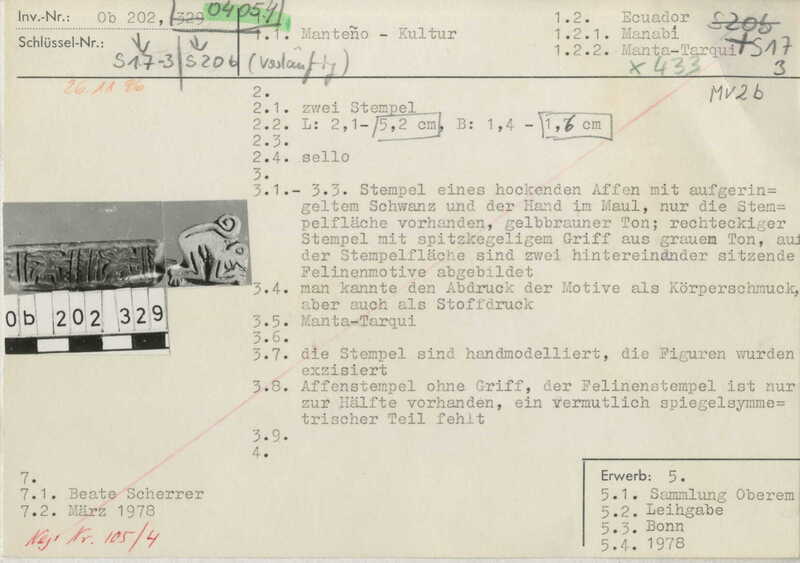 Inv.-Nr.: Ob 202, 329 04054
Schlüssel-Nr.: S17-3 S20b (vorläufig)
26.11.96
1.1. Manteño - Kultur
1.2. Ecuador S20b
1.2.1. Manabi
1.2.2. Manta-Tarqui S17
3
x 433
MV2b
2.
2.1. zwei Stempel
2.2. L: 2,1- 5,2 cm, B: 1,4 - 1,6 cm
2.3.
2.4. sello
3.
3.1.- 3.3. Stempel eines hockenden Affen mit aufgerin=
geltem Schwanz und der Hand im Maul, nur die Stem=
pelfläche vorhanden, gelbbrauner Ton; rechteckiger
Stempel mit spitzkegeligem Griff aus grauem Ton, auf
der Stempelfläche sind zwei hintereinander sitzende
Felinenmotive abgebildet
3.4. man kannte den Abdruck der Motive als Körperschmuck,
aber auch als Stoffdruck
3.5. Manta-Tarqui
3.6.
3.7. die Stempel sind handmodelliert, die Figuren wurden
exzisiert
3.8. Affenstempel ohne Griff, der Felinenstempel ist nur
zur Hälfte vorhanden, ein vermutlich spiegelsymme=
trischer Teil fehlt
3.9.
4.
Ob 202 329
7.
7.1. Beate Scherrer
7.2. März 1978
Nr. 105/4
Erwerb: 5.
5.1. Sammlung Oberem
5.2. Leihgabe
5.3. Bonn
5.4. 1978